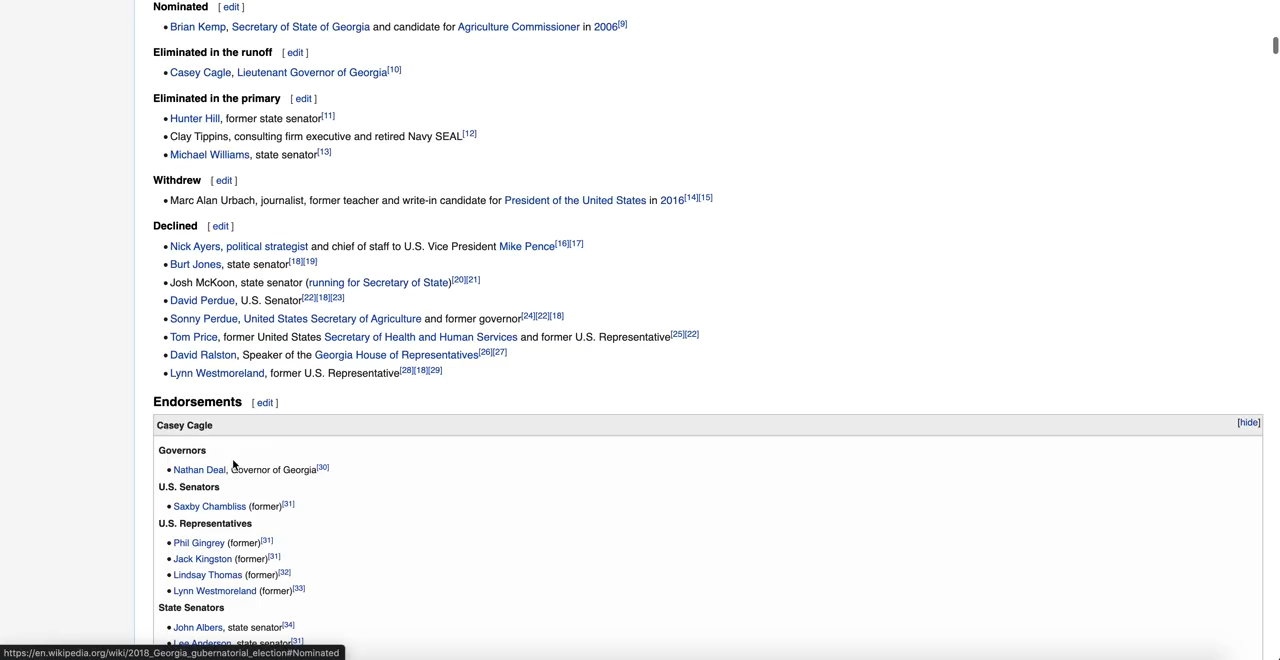 Nominated [ edit ]
• Brian Kemp, Secretary of State of Georgia and candidate for Agriculture Commissioner in 2006[9]
Eliminated in the runoff [ edit ]
• Casey Cagle, Lieutenant Governor of Georgia[10]
Eliminated in the primary [ edit ]
• Hunter Hill, former state senator[11]
• Clay Tippins, consulting firm executive and retired Navy SEAL[12]
• Michael Williams, state senator[13]
Withdrew [ edit ]
• Marc Alan Urbach, journalist, former teacher and write-in candidate for President of the United States in 2016[14][15]
Declined [ edit ]
• Nick Ayers, political strategist and chief of staff to U.S. Vice President Mike Pence[16][17]
• Burt Jones, state senator[18][19]
• Josh McKoon, state senator (running for Secretary of State)[20][21]
• David Perdue, U.S. Senator[22][18][23]
• Sonny Perdue, United States Secretary of Agriculture and former governor[24][22][18]
• Tom Price, former United States Secretary of Health and Human Services and former U.S. Representative[25][22]
• David Ralston, Speaker of the Georgia House of Representatives[26][27]
• Lynn Westmoreland, former U.S. Representative[28][18][29]
Endorsements [ edit ]
Casey Cagle [hide]
Governors
• Nathan Deal, Governor of Georgia[30]
U.S. Senators
• Saxby Chambliss (former)[31]
U.S. Representatives
• Phil Gingrey (former)[31]
• Jack Kingston (former)[31]
• Lindsay Thomas (former)[32]
• Lynn Westmoreland (former)[33]
State Senators
• John Albers, state senator[34]
• Lee Anderson, state senator[31]
https://en.wikipedia.org/wiki/2018_Georgia_gubernatorial_election#Nominated